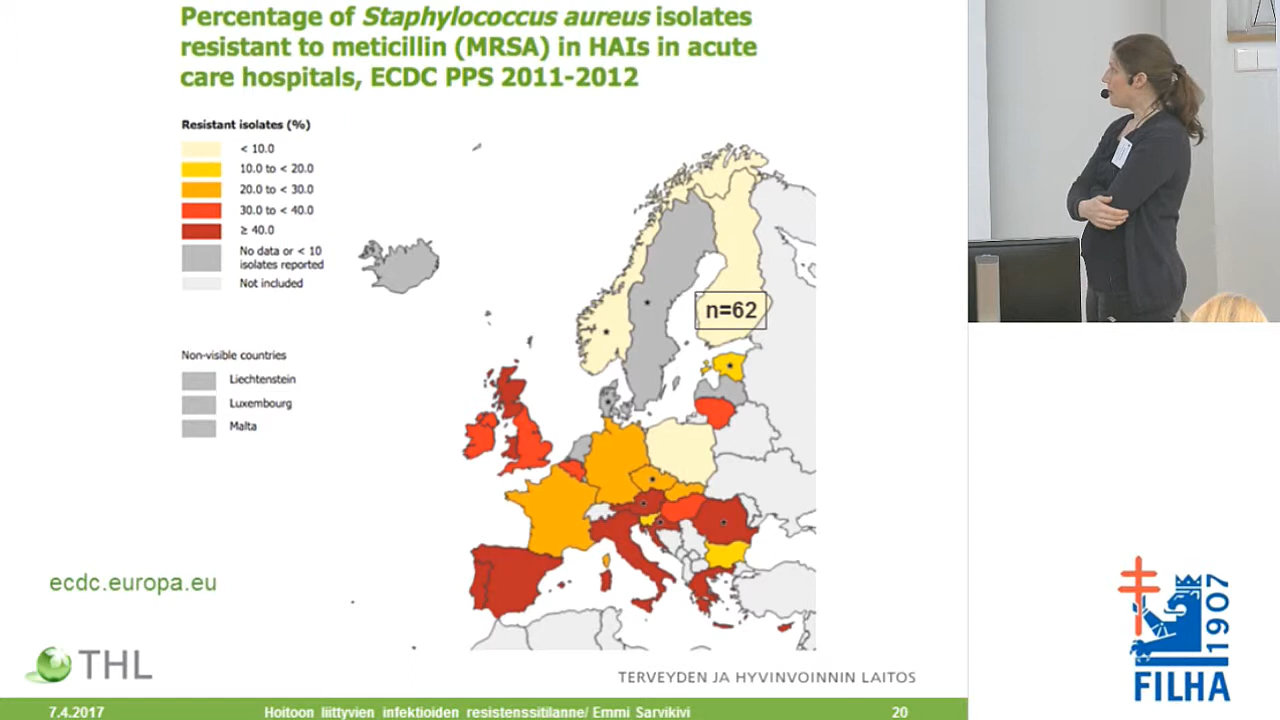 Percentage of Staphylococcus aureus isolates
resistant to meticillin (MRSA) in HAIs in acute
care hospitals, ECDC PPS 2011-2012
Resistant isolates (%)
< 10.0
10.0 to < 20.0
20.0 to < 30.0
30.0 to < 40.0
≥ 40.0
No data or < 10
isolates reported
Not included
n=62
Non-visible countries
Liechtenstein
Luxembourg
Malta
ecdc.europa.eu
THL
TERVEYDEN JA HYVINVOINNIN LAITOS
7.4.2017
Hoitoon liittyvien infektioiden resistenssitilanne/ Emmi Sarvikivi
20
1907
FILHA